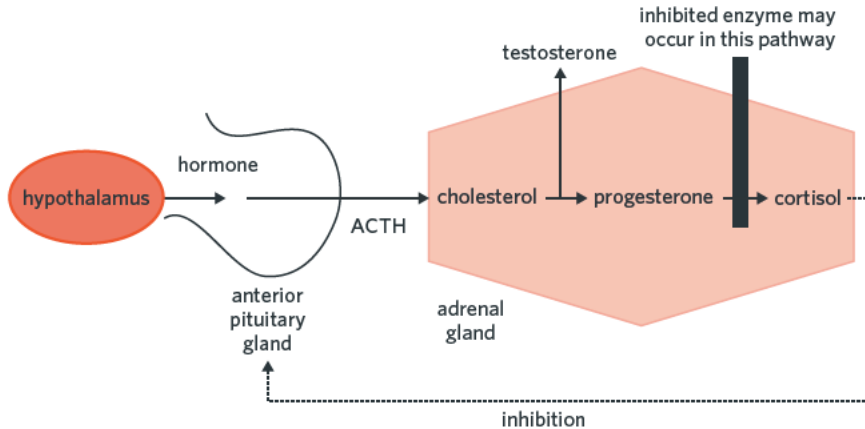 inhibited enzyme may
occur in this pathway
testosterone
hormone
hypothalamus
cholesterol
progesterone
cortisol
ACTH
anterior
pituitary
gland
adrenal
gland
inhibition